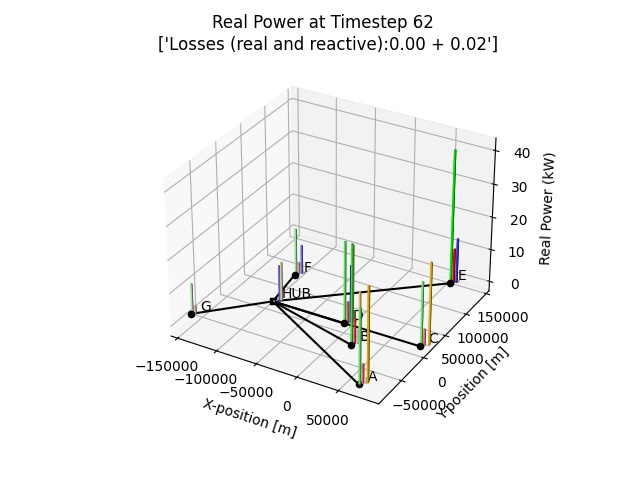 Real Power at Timestep 62
['Losses (real and reactive):0.00 + 0.02']
40
30
20
10
0
Real Power (kW)
F
E
HUB
G
D
B
C
A
150000
100000
50000
0
−50000
Y-position [m]
−150000
−100000
−50000
0
50000
X-position [m]